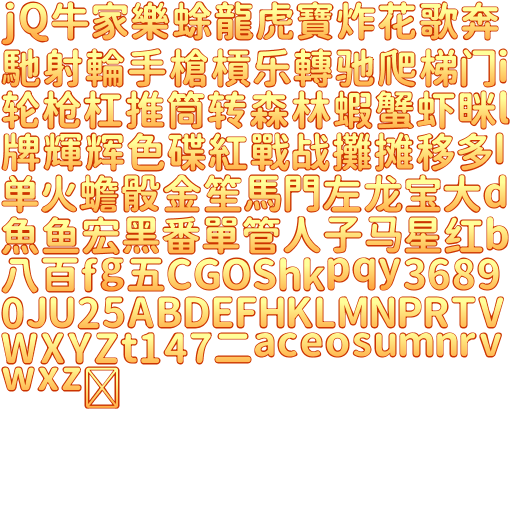 jQ牛家樂蜍龍虎寶炸花歌奔
馳射輪手槍槓乐轉驰爬梯门i
轮枪杠推筒转森林蝦蟹虾眯l
牌輝辉色碟紅戰战攤摊移多l
单火蟾骰金笙馬門左龙宝大d
魚鱼宏黑番單管人子马星红b
八百fg五CGOShkpqy3689
0JU25ABDEFHKLMNPRTV
WXYZt147二aceosumnrv
wxz